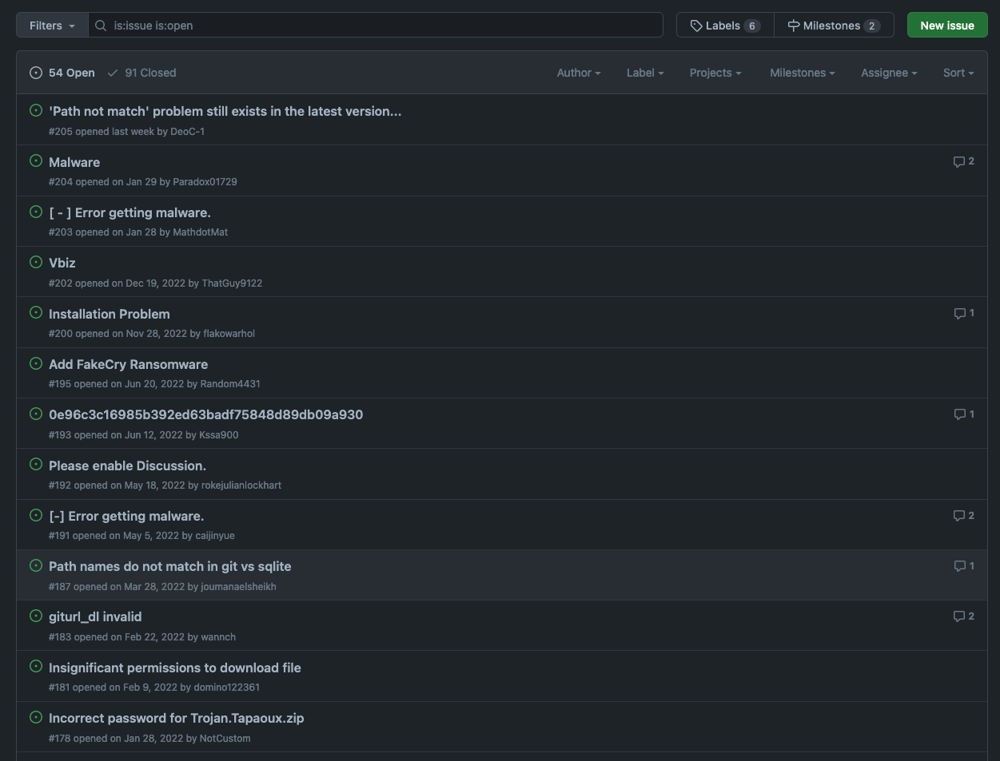 Filters is:issue is:open Labels 6 Milestones 2 New issue
54 Open 91 Closed Author Label Projects Milestones Assignee Sort
'Path not match' problem still exists in the latest version...
#205 opened last week by DeoC-1
Malware 2
#204 opened on Jan 29 by Paradox01729
[ - ] Error getting malware.
#203 opened on Jan 28 by MathdotMat
Vbiz
#202 opened on Dec 19, 2022 by ThatGuy9122
Installation Problem 1
#200 opened on Nov 28, 2022 by flakowarhol
Add FakeCry Ransomware
#195 opened on Jun 20, 2022 by Random4431
0e96c3c16985b392ed63badf75848d89db09a930 1
#193 opened on Jun 12, 2022 by Kssa900
Please enable Discussion.
#192 opened on May 18, 2022 by rokejulianlockhart
[-] Error getting malware. 2
#191 opened on May 5, 2022 by caijinyue
Path names do not match in git vs sqlite 1
#187 opened on Mar 28, 2022 by joumanaelsheikh
giturl_dl invalid 2
#183 opened on Feb 22, 2022 by wannch
Insignificant permissions to download file
#181 opened on Feb 9, 2022 by domino122361
Incorrect password for Trojan.Tapaoux.zip
#178 opened on Jan 28, 2022 by NotCustom